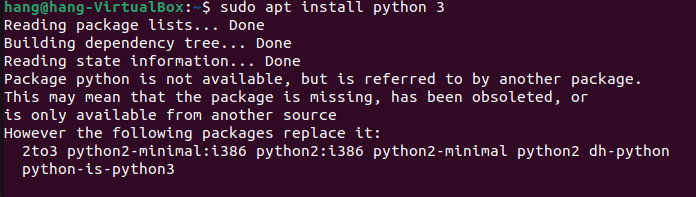 hang@hang-VirtualBox:~$ sudo apt install python 3
Reading package lists... Done
Building dependency tree... Done
Reading state information... Done
Package python is not available, but is referred to by another package.
This may mean that the package is missing, has been obsoleted, or
is only available from another source
However the following packages replace it:
  2to3 python2-minimal:i386 python2:i386 python2-minimal python2 dh-python
  python-is-python3